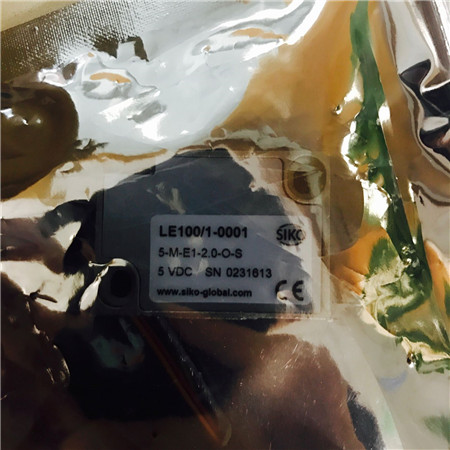 LE100/1-0001
SIKO
5-M-E1-2.0-O-S
5 VDC SN 0231613
www.siko-global.com
CE